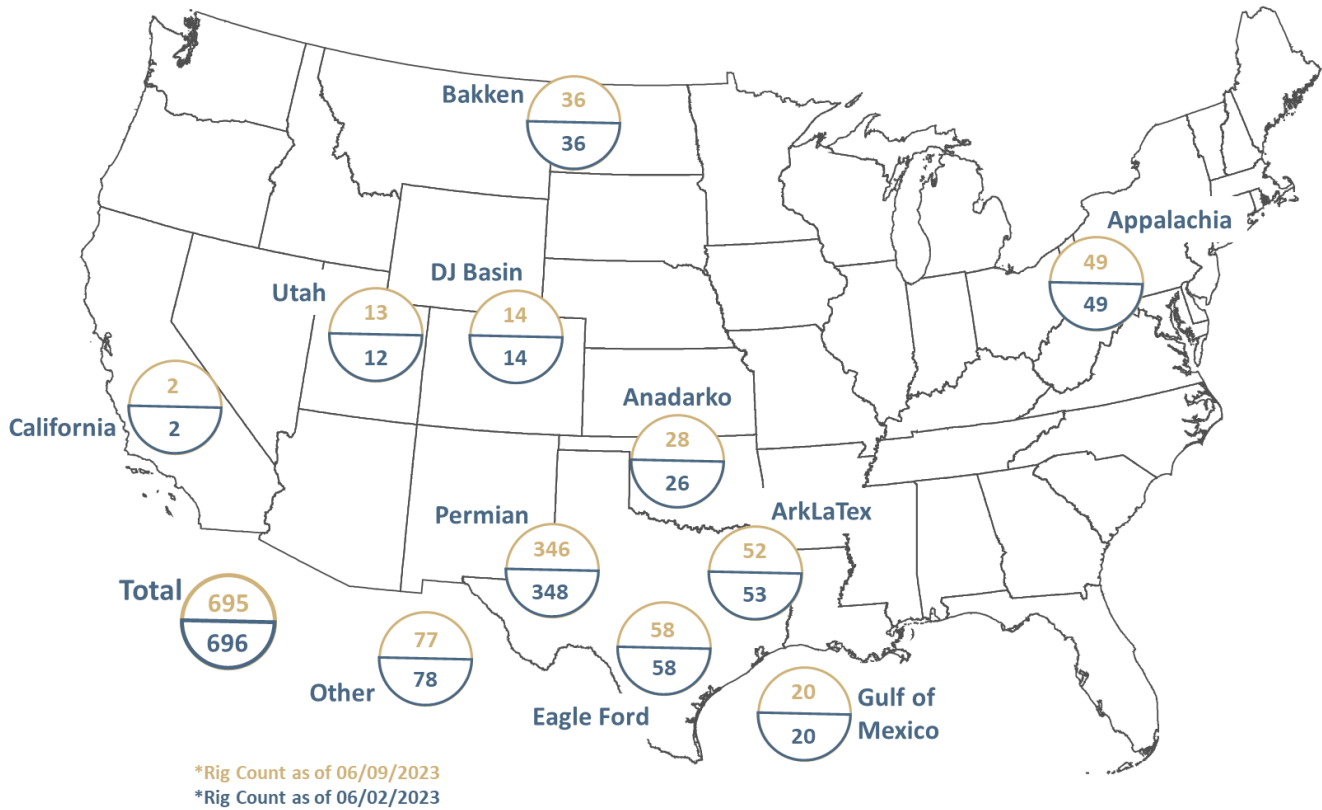 Bakken
36
36
Appalachia
49
49
DJ Basin
14
14
Utah
13
12
California
2
2
Anadarko
28
26
ArkLaTex
52
53
Permian
346
348
Total
695
696
Other
77
78
Eagle Ford
58
58
Gulf of
Mexico
20
20
*Rig Count as of 06/09/2023
*Rig Count as of 06/02/2023